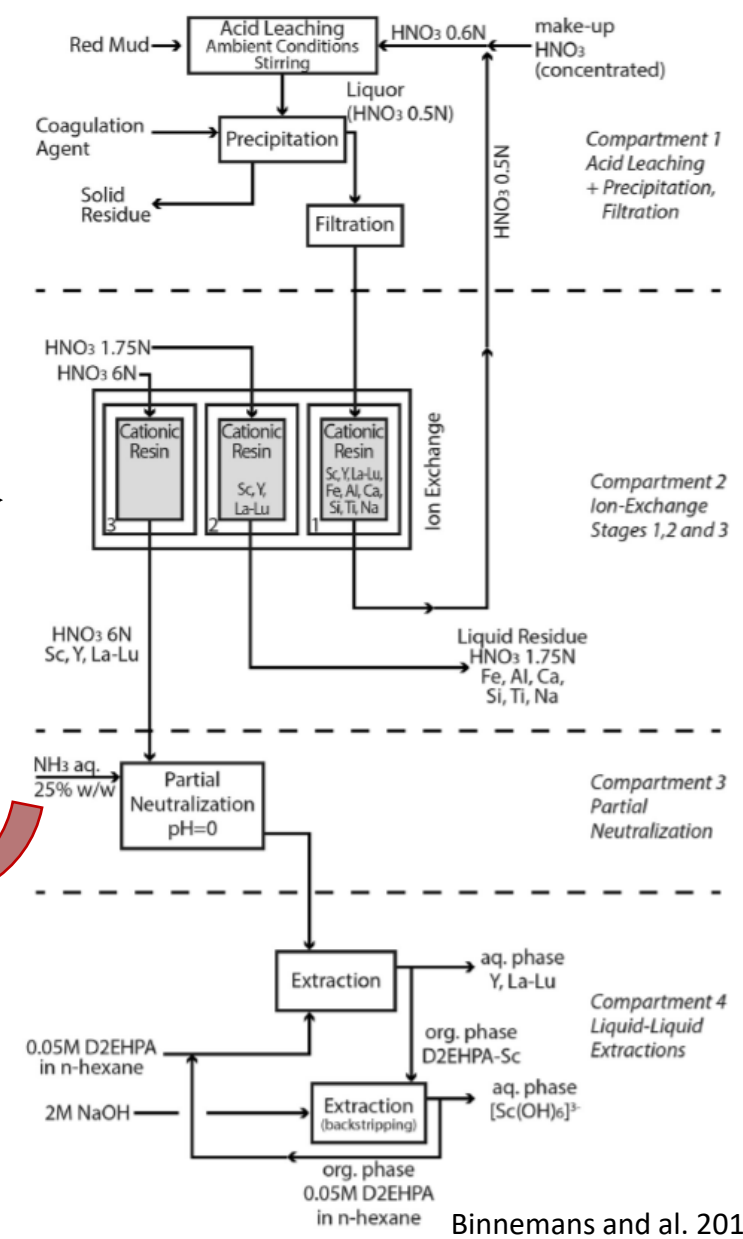 Red Mud
Acid Leaching
Ambient Conditions
Stirring
HNO3 0.6N
make-up
HNO3
(concentrated)
Liquor
(HNO3 0.5N)
Coagulation
Agent
Precipitation
Solid
Residue
Filtration
HNO3 0.5N
Compartment 1
Acid Leaching
+ Precipitation,
Filtration
HNO3 1.75N
HNO3 6N
Cationic
Resin
3
Cationic
Resin
Sc, Y,
La-Lu
2
Cationic
Resin
Sc, Y, La-Lu,
Fe, Al, Ca,
Si, Ti, Na
1
Ion Exchange
Compartment 2
Ion-Exchange
Stages 1,2 and 3
HNO3 6N
Sc, Y, La-Lu
Liquid Residue
HNO3 1.75N
Fe, Al, Ca,
Si, Ti, Na
NH3 aq.
25% w/w
Partial
Neutralization
pH=0
Compartment 3
Partial
Neutralization
Extraction
aq. phase
Y, La-Lu
org. phase
D2EHPA-Sc
Compartment 4
Liquid-Liquid
Extractions
0.05M D2EHPA
in n-hexane
2M NaOH
Extraction
(backstripping)
aq. phase
[Sc(OH)6]3-
org. phase
0.05M D2EHPA
in n-hexane
Binnemans and al. 201